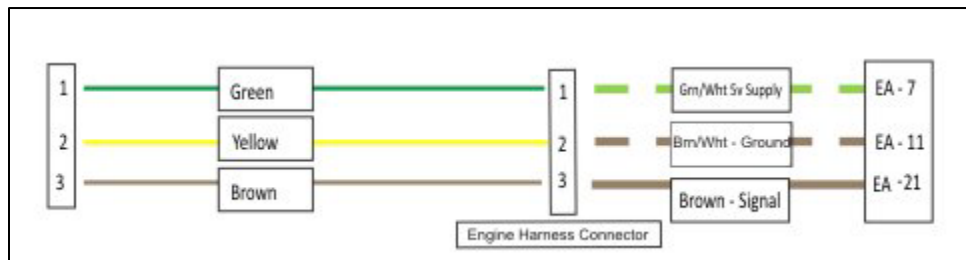 1 Green 1 Grn/Wht 5v Supply EA - 7
2 Yellow 2 Brn/Wht - Ground EA - 11
3 Brown 3 Brown - Signal EA -21
Engine Harness Connector